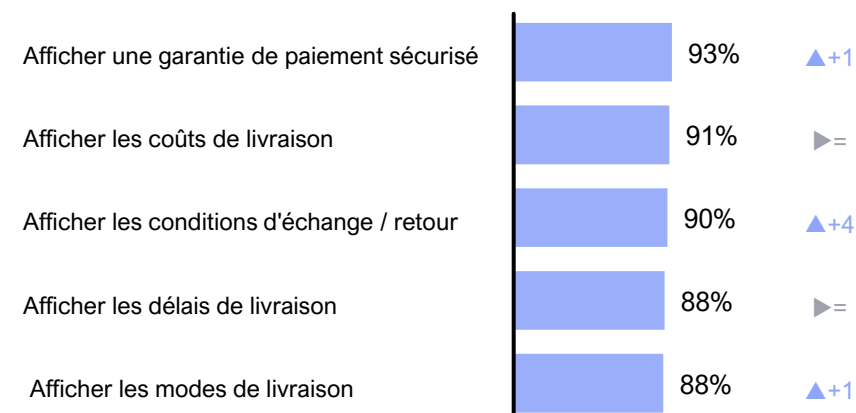 Afficher une garantie de paiement sécurisé 93% ▲+1
Afficher les coûts de livraison 91% ▶=
Afficher les conditions d'échange / retour 90% ▲+4
Afficher les délais de livraison 88% ▶=
Afficher les modes de livraison 88% ▲+1